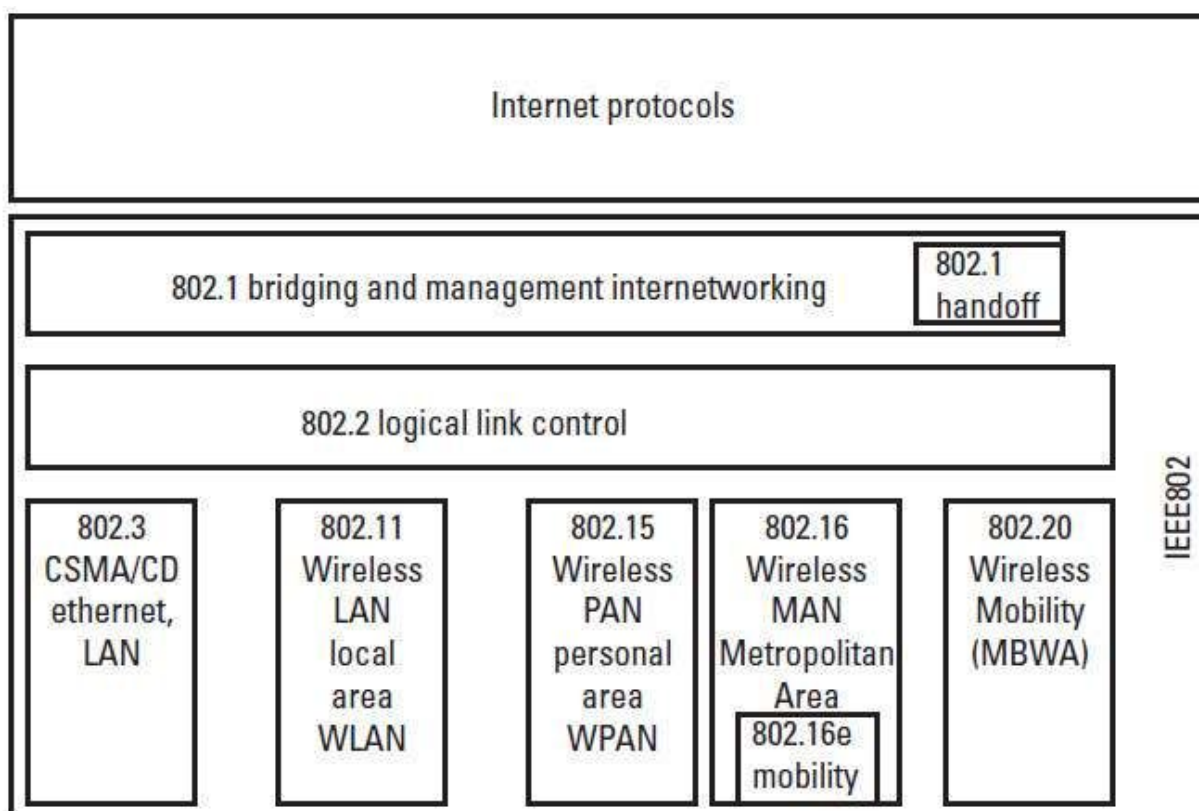 Internet protocols
802.1 bridging and management internetworking
802.1
handoff
802.2 logical link control
802.3
CSMA/CD
ethernet,
LAN
802.11
Wireless
LAN
local
area
WLAN
802.15
Wireless
PAN
personal
area
WPAN
802.16
Wireless
MAN
Metropolitan
Area
802.16e
mobility
802.20
Wireless
Mobility
(MBWA)
IEEE802